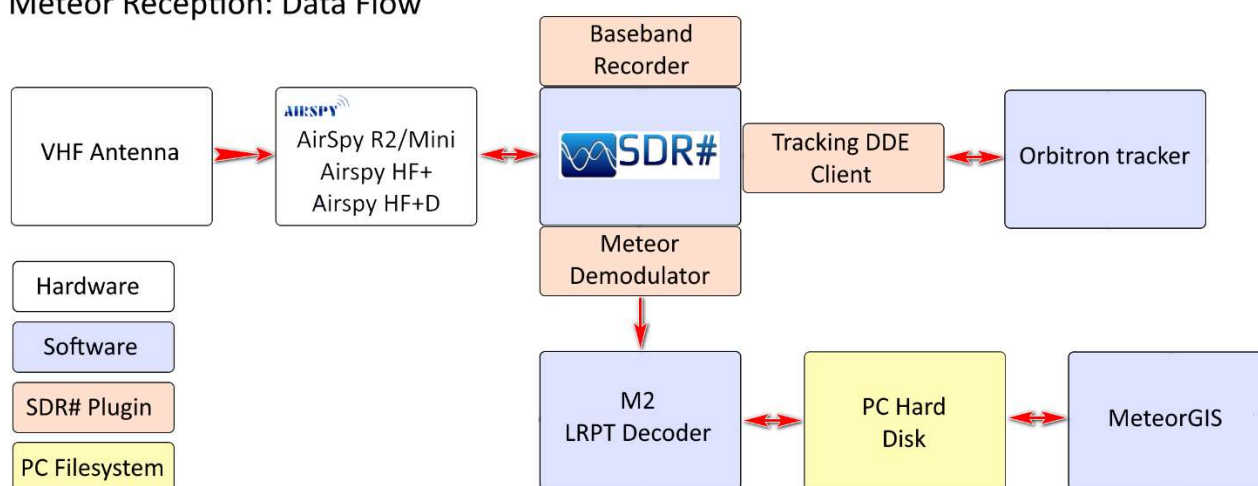 Meteor Reception: Data Flow
Baseband
Recorder
VHF Antenna
AIRSPY
AirSpy R2/Mini
Airspy HF+
Airspy HF+D
SDR#
Tracking DDE
Client
Orbitron tracker
Meteor
Demodulator
Hardware
Software
SDR# Plugin
PC Filesystem
M2
LRPT Decoder
PC Hard
Disk
MeteorGIS